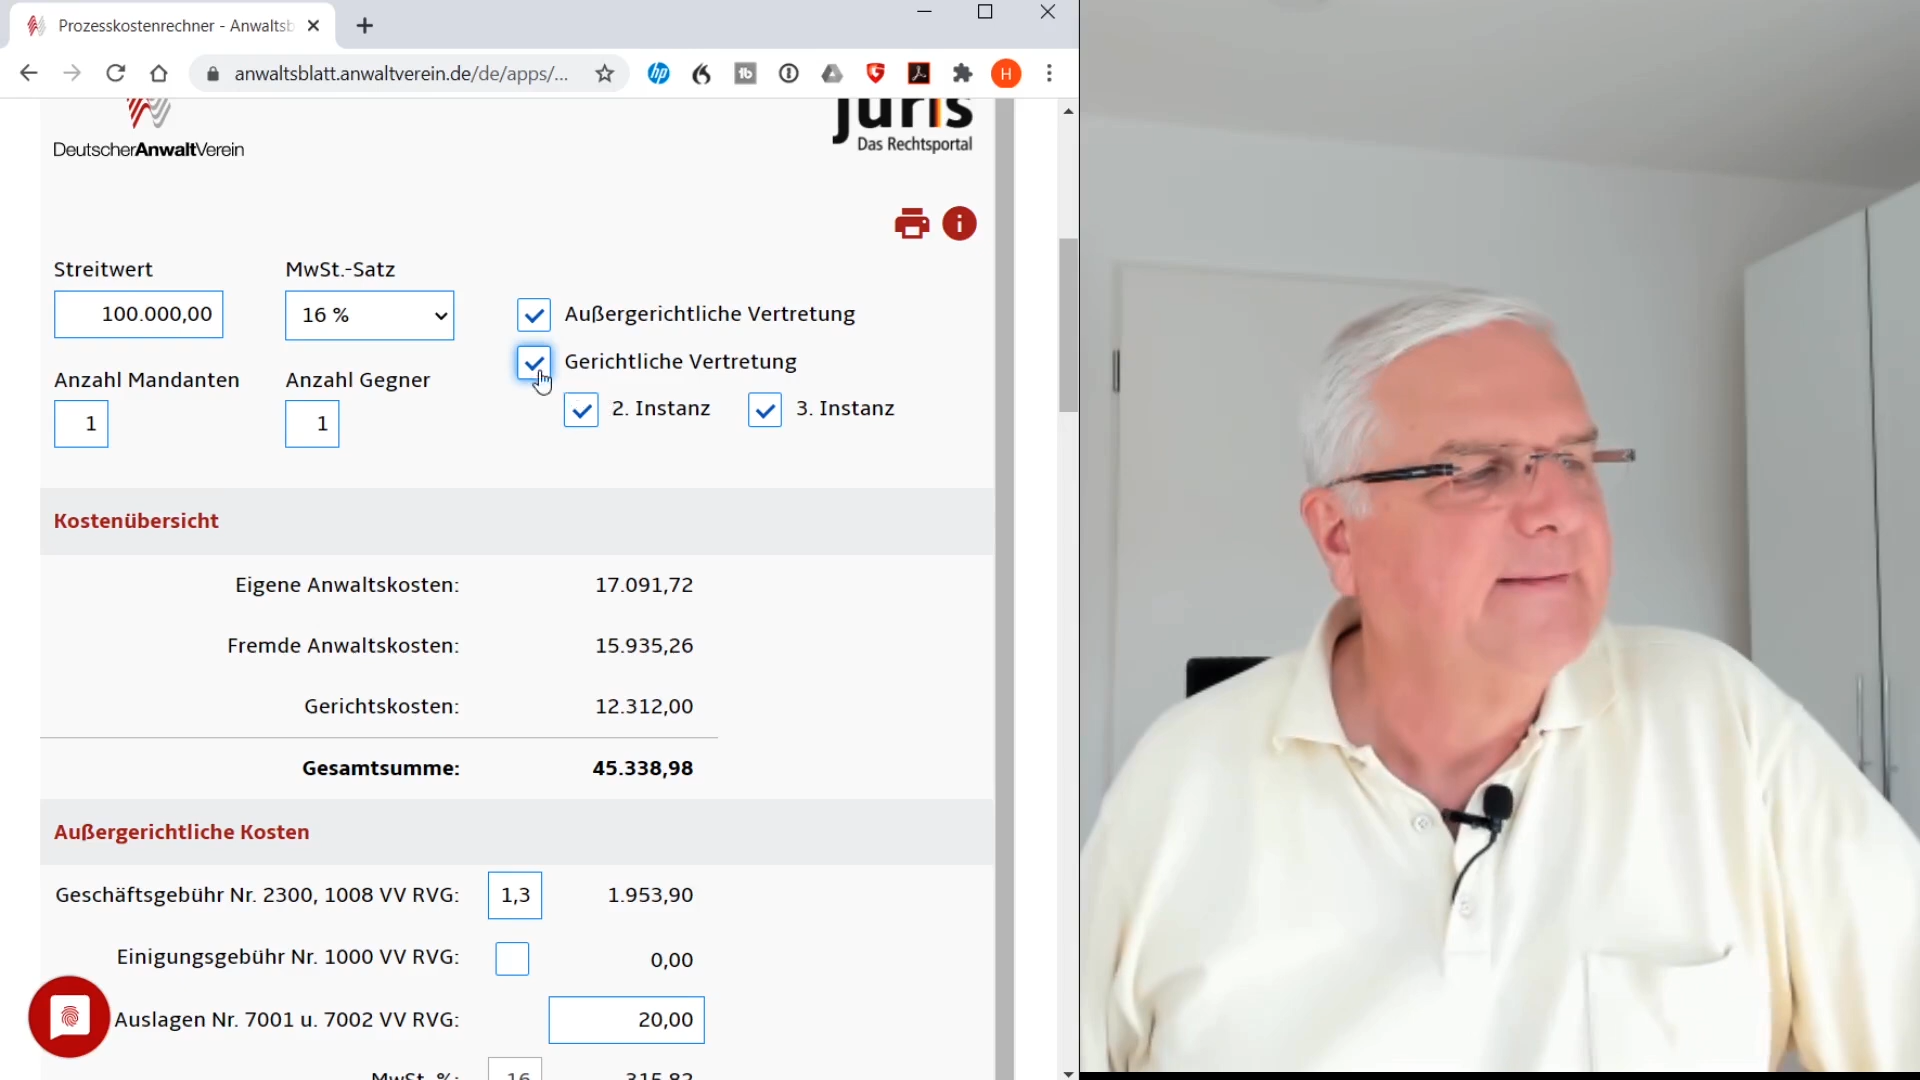 Prozesskostenrechner - Anwaltsb
anwaltsblatt.anwaltverein.de/de/apps/...
H
DeutscherAnwaltVerein
juris
Das Rechtsportal
Streitwert
MwSt.-Satz
100.000,00
16 %
Außergerichtliche Vertretung
Gerichtliche Vertretung
Anzahl Mandanten
Anzahl Gegner
1
1
2. Instanz
3. Instanz
Kostenübersicht
Eigene Anwaltskosten: 17.091,72
Fremde Anwaltskosten: 15.935,26
Gerichtskosten: 12.312,00
Gesamtsumme: 45.338,98
Außergerichtliche Kosten
Geschäftsgebühr Nr. 2300, 1008 VV RVG: 1,3 1.953,90
Einigungsgebühr Nr. 1000 VV RVG: 0,00
Auslagen Nr. 7001 u. 7002 VV RVG: 20,00
MwSt. %: 16 315,82